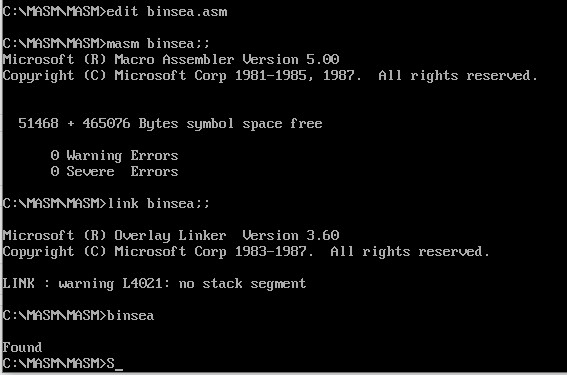 C:\MASM\MASM>edit binsea.asm
C:\MASM\MASM>masm binsea;;
Microsoft (R) Macro Assembler Version 5.00
Copyright (C) Microsoft Corp 1981-1985, 1987.  All rights reserved.
51468 + 465076 Bytes symbol space free
0 Warning Errors
0 Severe  Errors
C:\MASM\MASM>link binsea;;
Microsoft (R) Overlay Linker  Version 3.60
Copyright (C) Microsoft Corp 1983-1987.  All rights reserved.
LINK : warning L4021: no stack segment
C:\MASM\MASM>binsea
Found
C:\MASM\MASM>S_